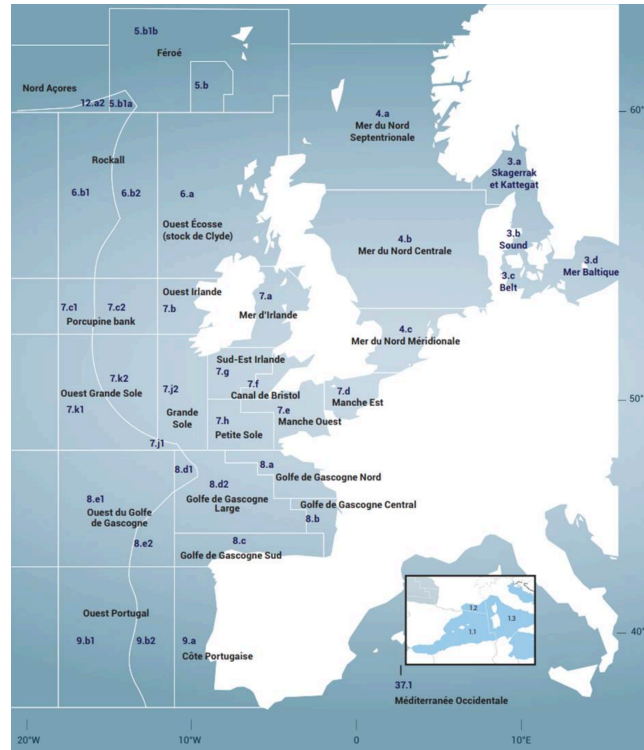 5.b1b
Féroé
Nord Açores
5.b
12.a2
5.b1a
4.a
Mer du Nord
Septentrionale
60°
Rockall
3.a
Skagerrak
et Kattegat
6.b1
6.b2
6.a
Ouest Écosse
(stock de Clyde)
4.b
Mer du Nord Centrale
3.b
Sound
3.d
Mer Baltique
3.c
Belt
Ouest Irlande
7.a
Mer d'Irlande
7.c1
7.c2
7.b
Porcupine bank
4.c
Mer du Nord Méridionale
Sud-Est Irlande
7.g
7.k2
Ouest Grande Sole
7.j2
7.f
Canal de Bristol
7.d
Manche Est
50°
7.k1
Grande
Sole
7.h
Petite Sole
7.e
Manche Ouest
7.j1
8.d1
8.a
Golfe de Gascogne Nord
8.d2
Golfe de Gascogne
Large
8.e1
Ouest du Golfe
de Gascogne
Golfe de Gascogne Central
8.b
8.e2
8.c
Golfe de Gascogne Sud
Ouest Portugal
1.2
1.3
1.1
9.b1
9.b2
9.a
Côte Portugaise
40°
37.1
Méditerranée Occidentale
20°W
10°W
0
10°E